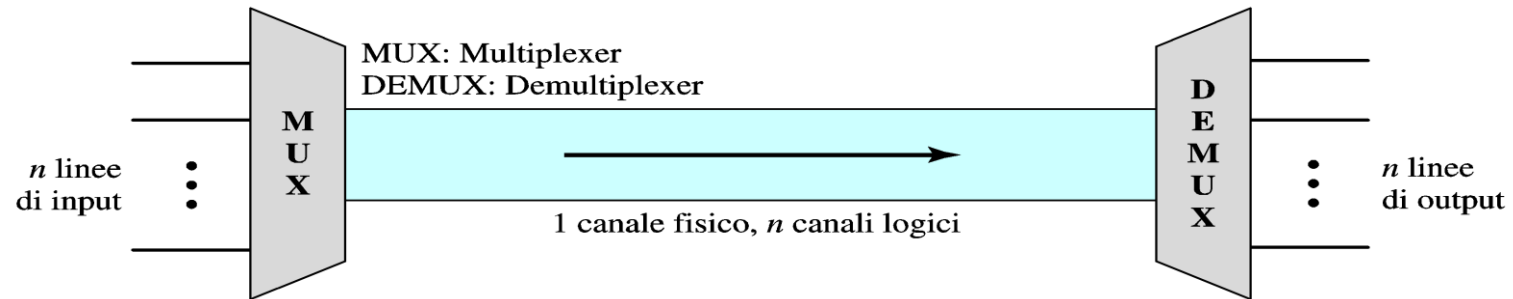 MUX: Multiplexer
DEMUX: Demultiplexer
M
U
X
n linee
di input
1 canale fisico, n canali logici
D
E
M
U
X
n linee
di output